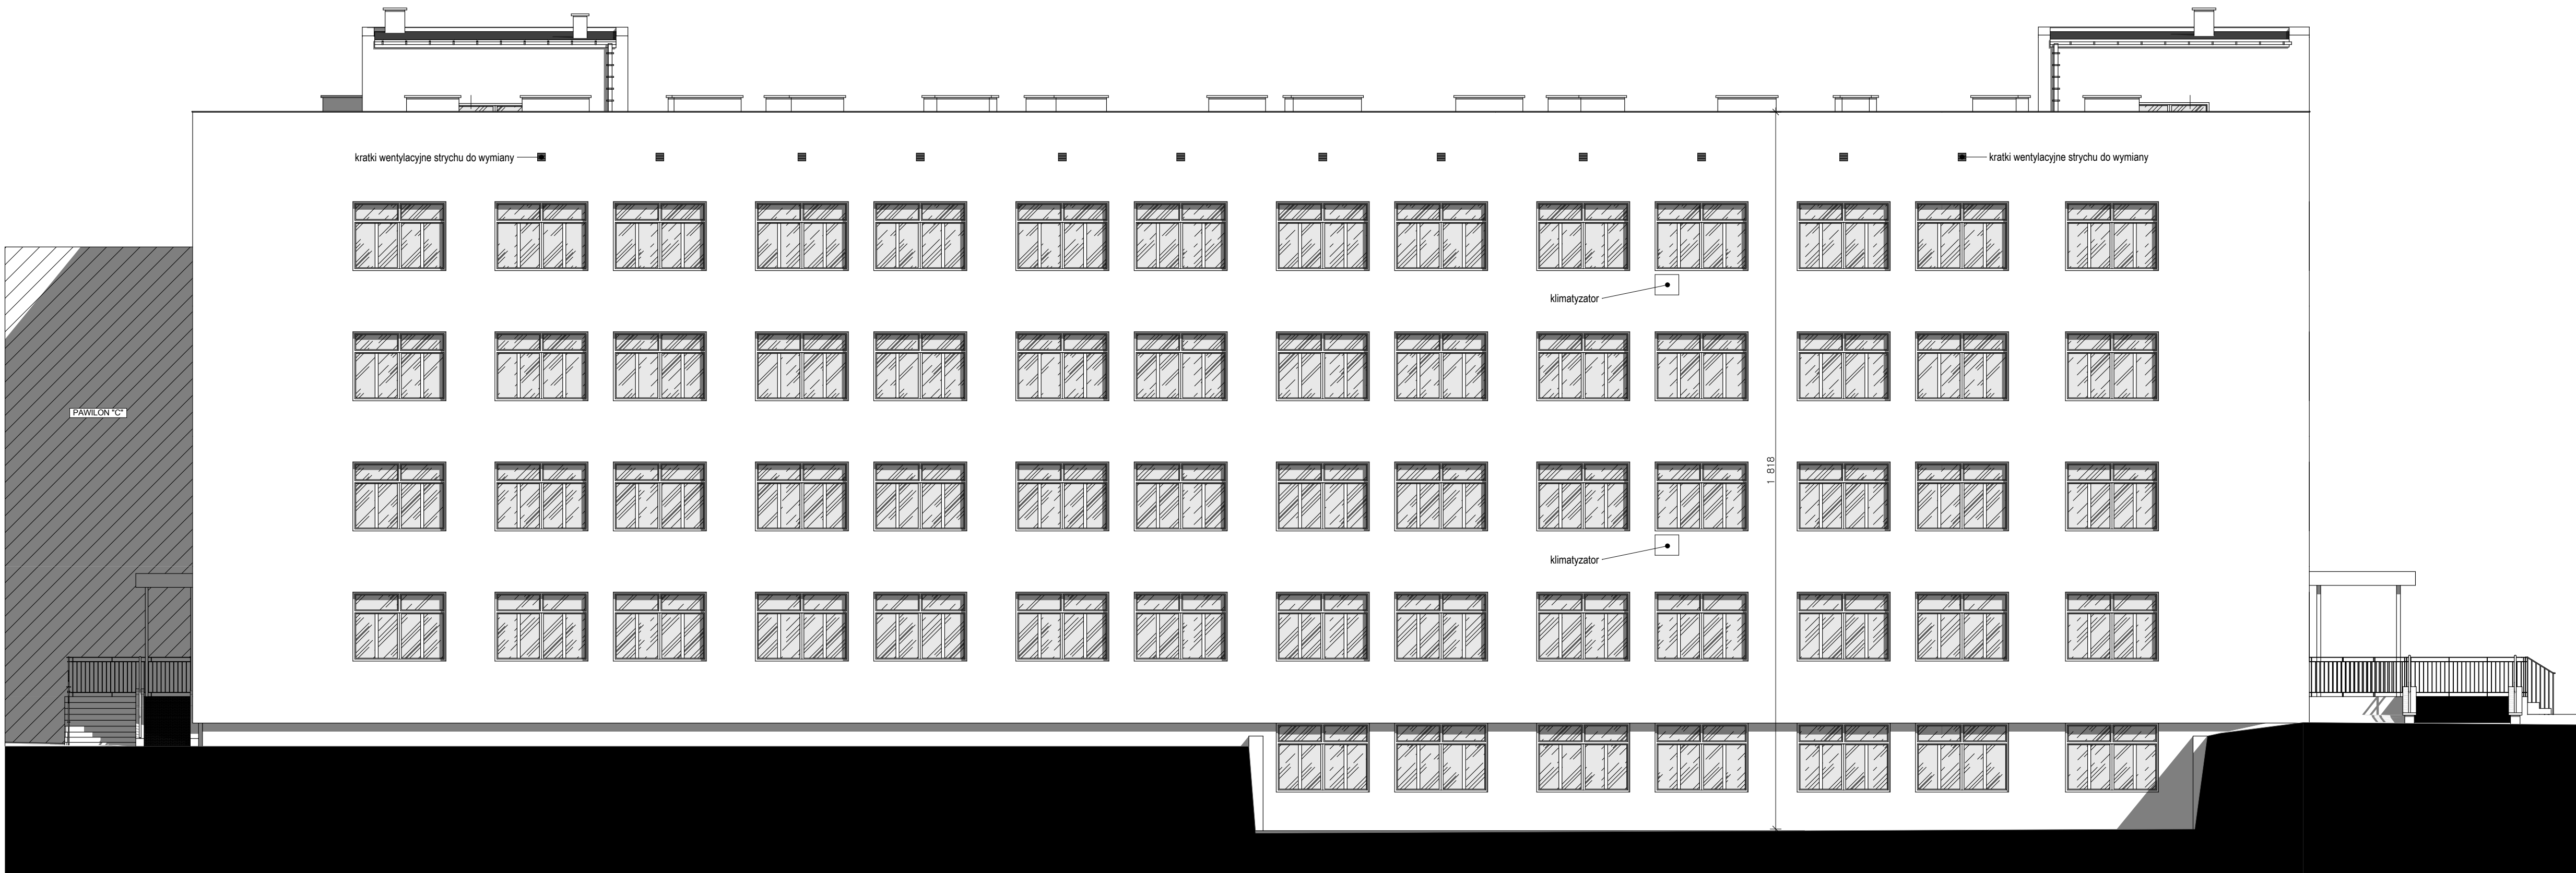 kratki wentylacyjne strychu do wymiany
kratki wentylacyjne strychu do wymiany
klimatyzator
PAWILON "C"
1 818
klimatyzator